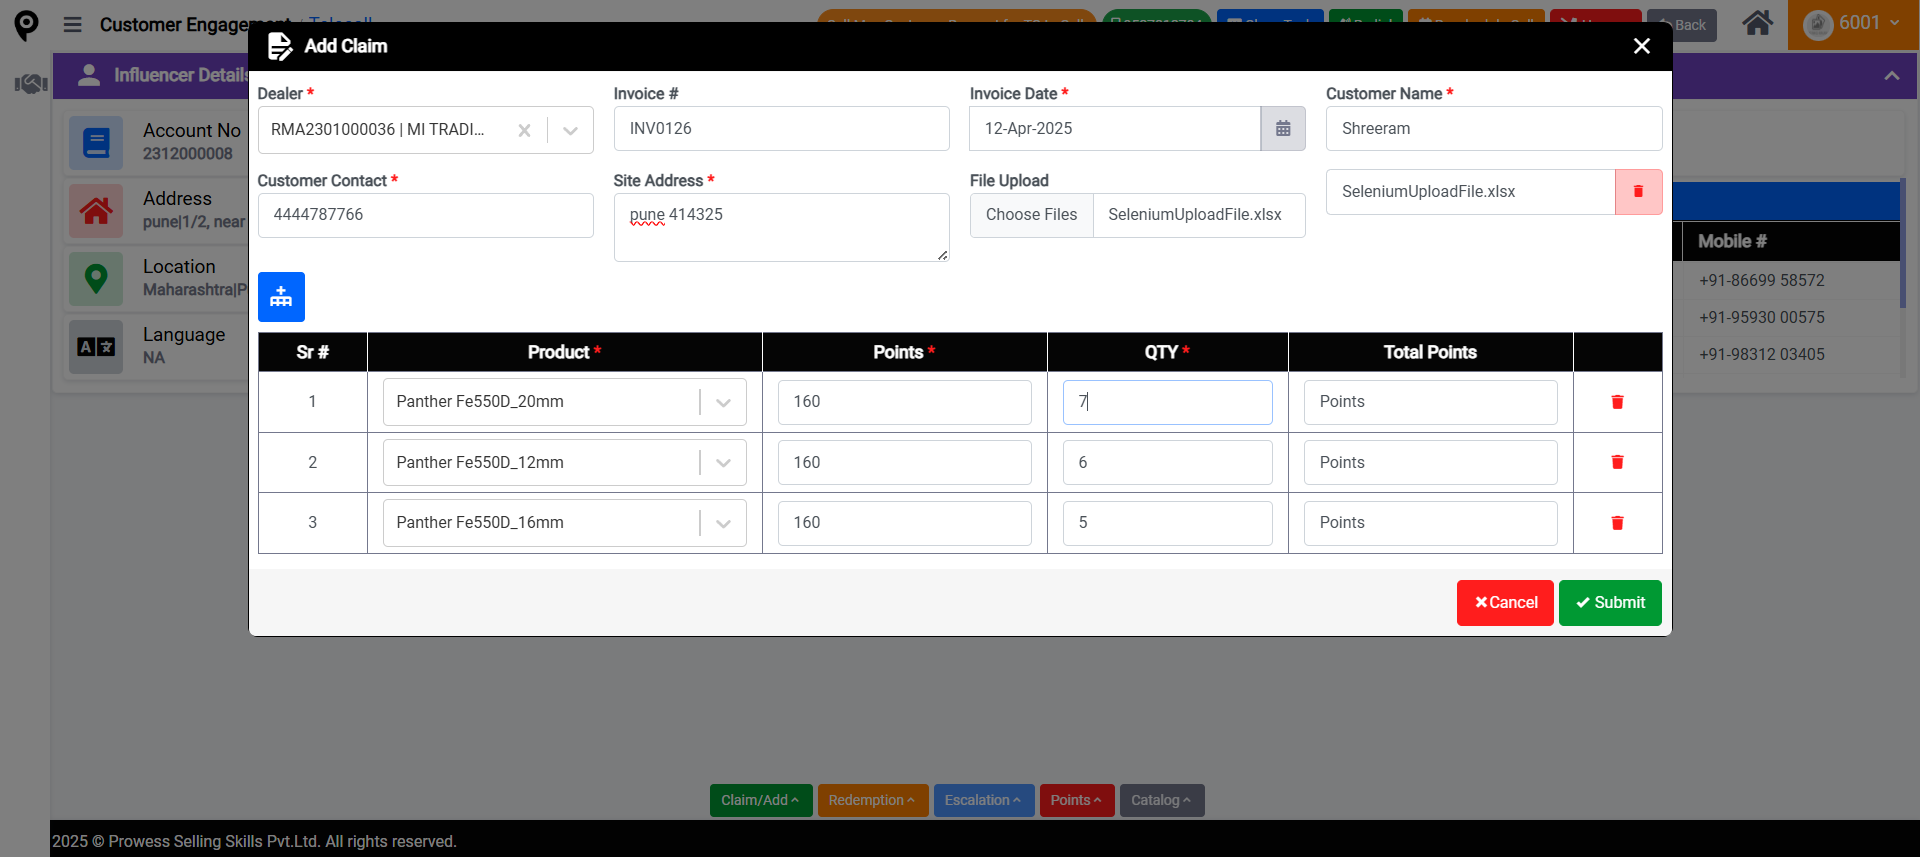 Customer Engagement
Back
6001
Add Claim
Influencer Details
Dealer *
Invoice #
Invoice Date *
Customer Name *
RMA2301000036 | MI TRADI...
INV0126
12-Apr-2025
Shreeram
Account No
2312000008
Customer Contact *
Site Address *
File Upload
SeleniumUploadFile.xlsx
Address
pune|1/2, near
4444787766
pune 414325
Choose Files
SeleniumUploadFile.xlsx
Mobile #
Location
Maharashtra|P
+91-86699 58572
+91-95930 00575
Language
NA
+91-98312 03405
Sr #
Product *
Points *
QTY *
Total Points
1
Panther Fe550D_20mm
160
7
Points
2
Panther Fe550D_12mm
160
6
Points
3
Panther Fe550D_16mm
160
5
Points
Cancel
Submit
Claim/Add
Redemption
Escalation
Points
Catalog
2025 © Prowess Selling Skills Pvt.Ltd. All rights reserved.